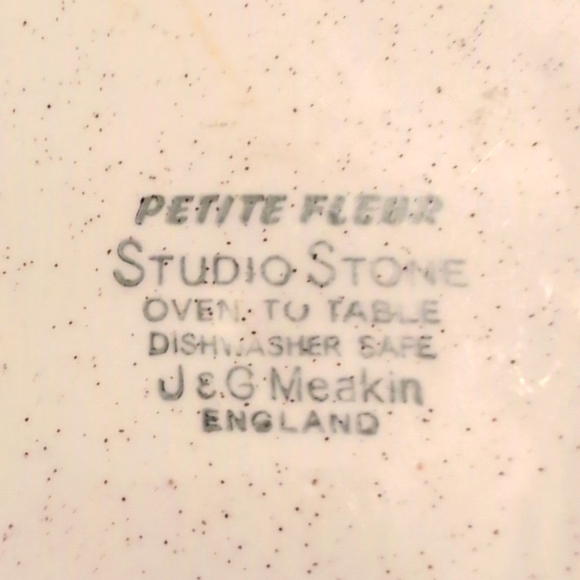 PETITE FLEUR
STUDIO STONE
OVEN TO TABLE
DISHWASHER SAFE
J & G Meakin
ENGLAND